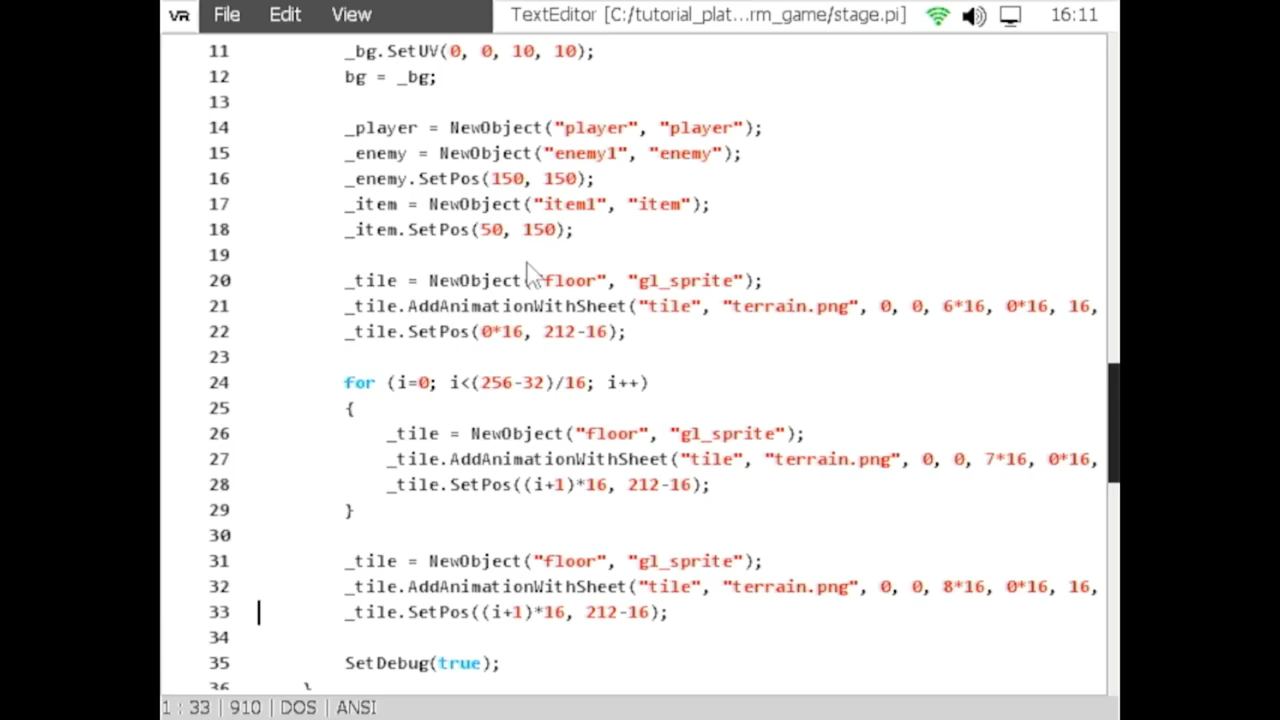 VR File Edit View TextEditor [C:/tutorial_plat...rm_game/stage.pi] 16:11
11 _bg.SetUV(0, 0, 10, 10);
12 bg = _bg;
13
14 _player = NewObject("player", "player");
15 _enemy = NewObject("enemy1", "enemy");
16 _enemy.SetPos(150, 150);
17 _item = NewObject("item1", "item");
18 _item.SetPos(50, 150);
19
20 _tile = NewObject("floor", "gl_sprite");
21 _tile.AddAnimationWithSheet("tile", "terrain.png", 0, 0, 6*16, 0*16, 16,
22 _tile.SetPos(0*16, 212-16);
23
24 for (i=0; i<(256-32)/16; i++)
25 {
26 _tile = NewObject("floor", "gl_sprite");
27 _tile.AddAnimationWithSheet("tile", "terrain.png", 0, 0, 7*16, 0*16,
28 _tile.SetPos((i+1)*16, 212-16);
29 }
30
31 _tile = NewObject("floor", "gl_sprite");
32 _tile.AddAnimationWithSheet("tile", "terrain.png", 0, 0, 8*16, 0*16, 16,
33 _tile.SetPos((i+1)*16, 212-16);
34
35 SetDebug(true);
36 }
1 : 33 | 910 | DOS | ANSI